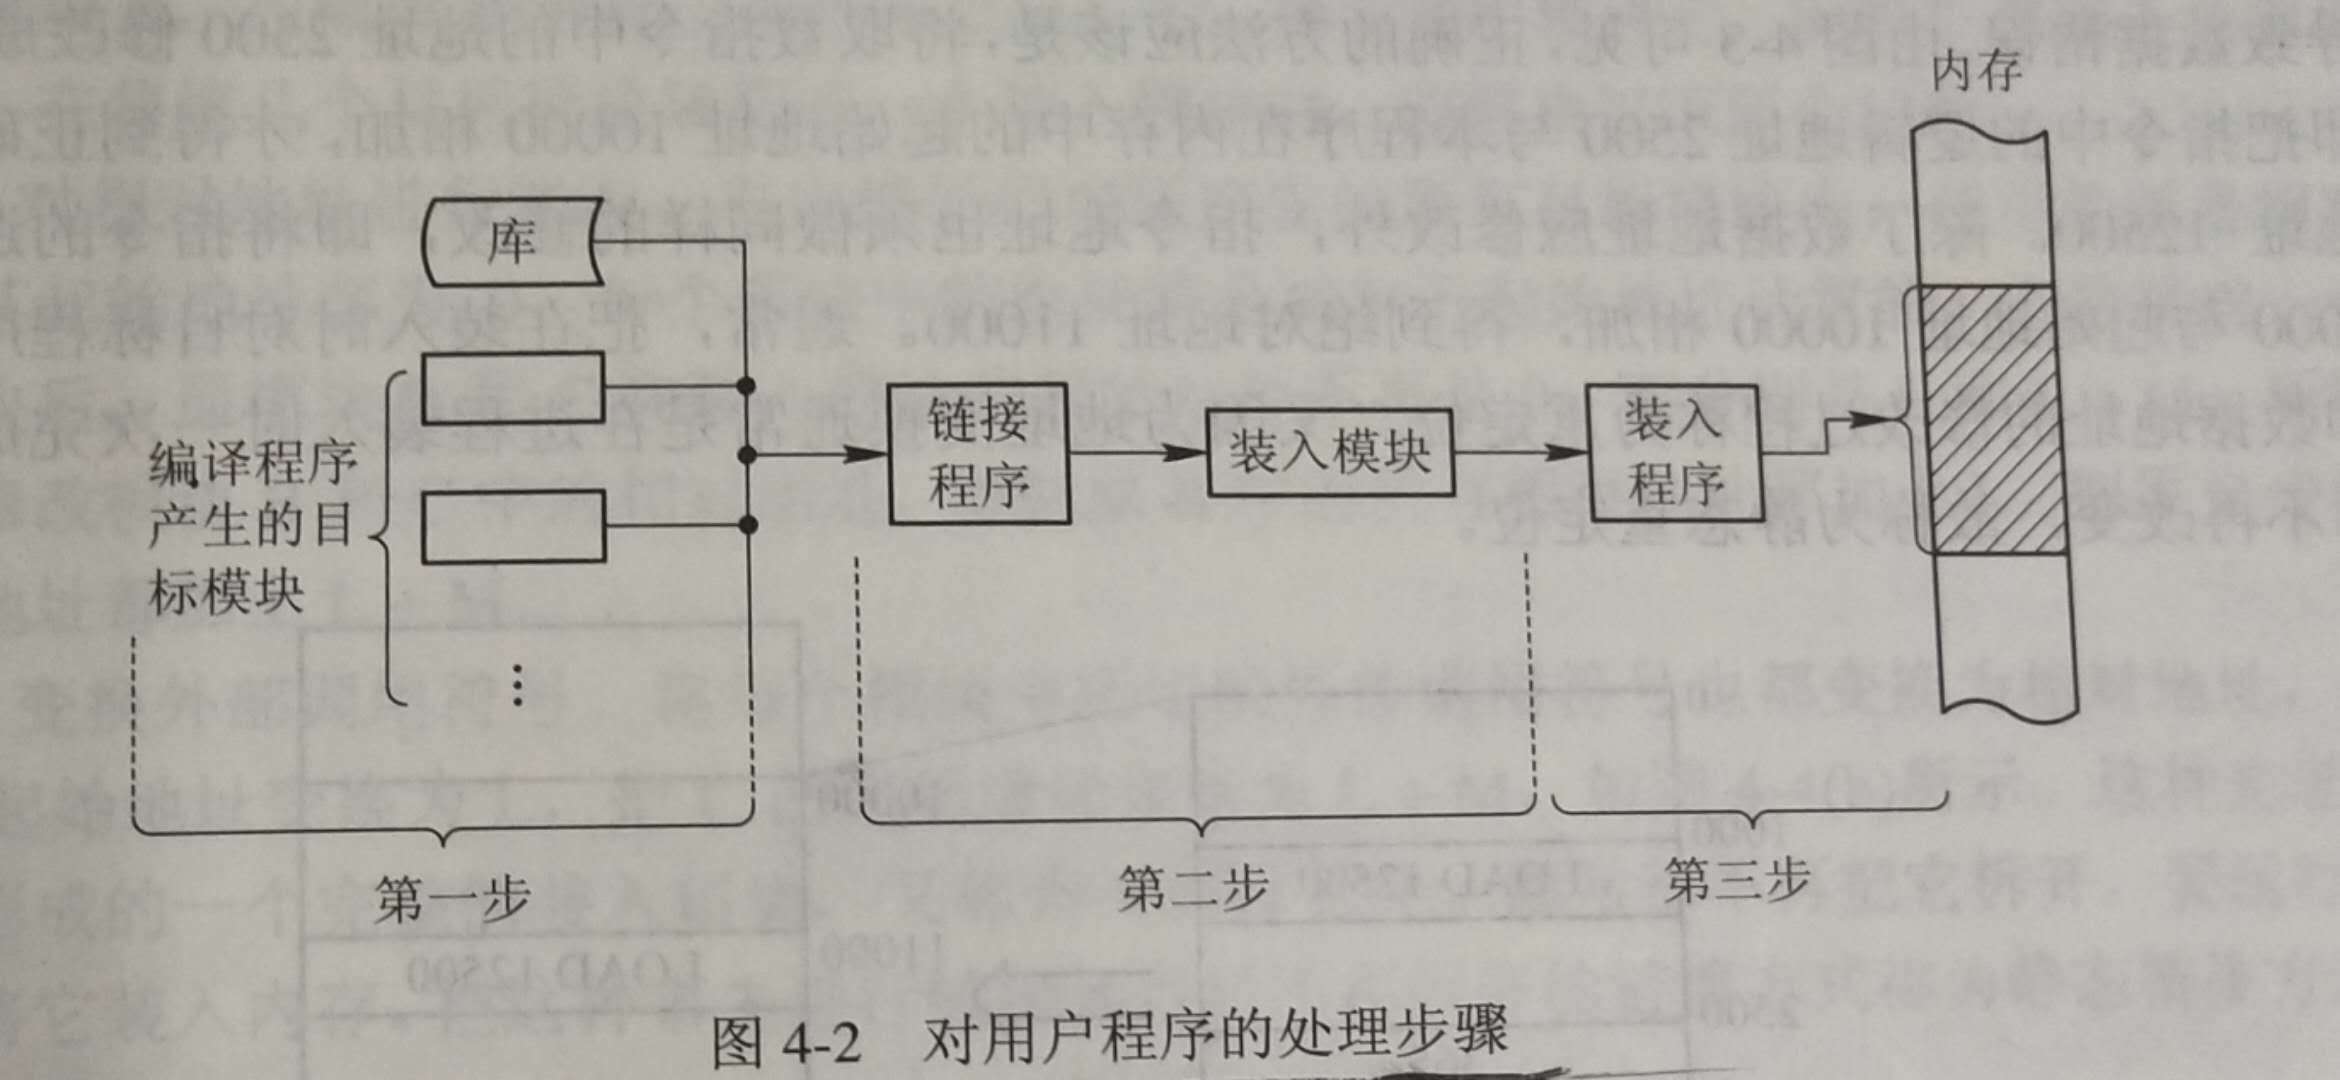 内存
库
编译程序
产生的目
标模块
⋮
链接
程序
装入模块
装入
程序
第一步
第二步
第三步
图 4-2 对用户程序的处理步骤